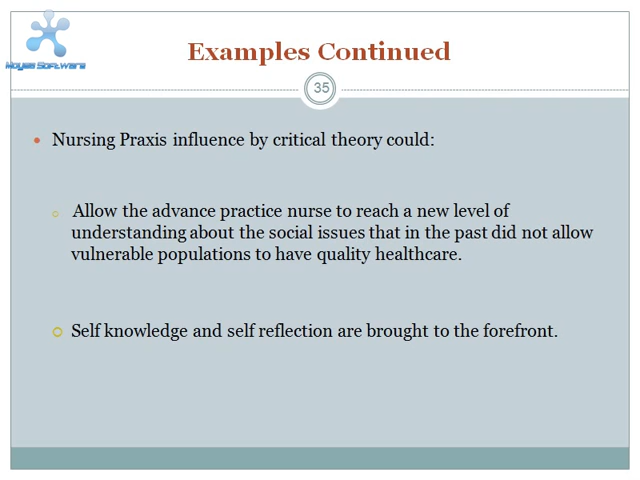 Moyea Software
Examples Continued
35
Nursing Praxis influence by critical theory could:
Allow the advance practice nurse to reach a new level of
understanding about the social issues that in the past did not allow
vulnerable populations to have quality healthcare.
Self knowledge and self reflection are brought to the forefront.